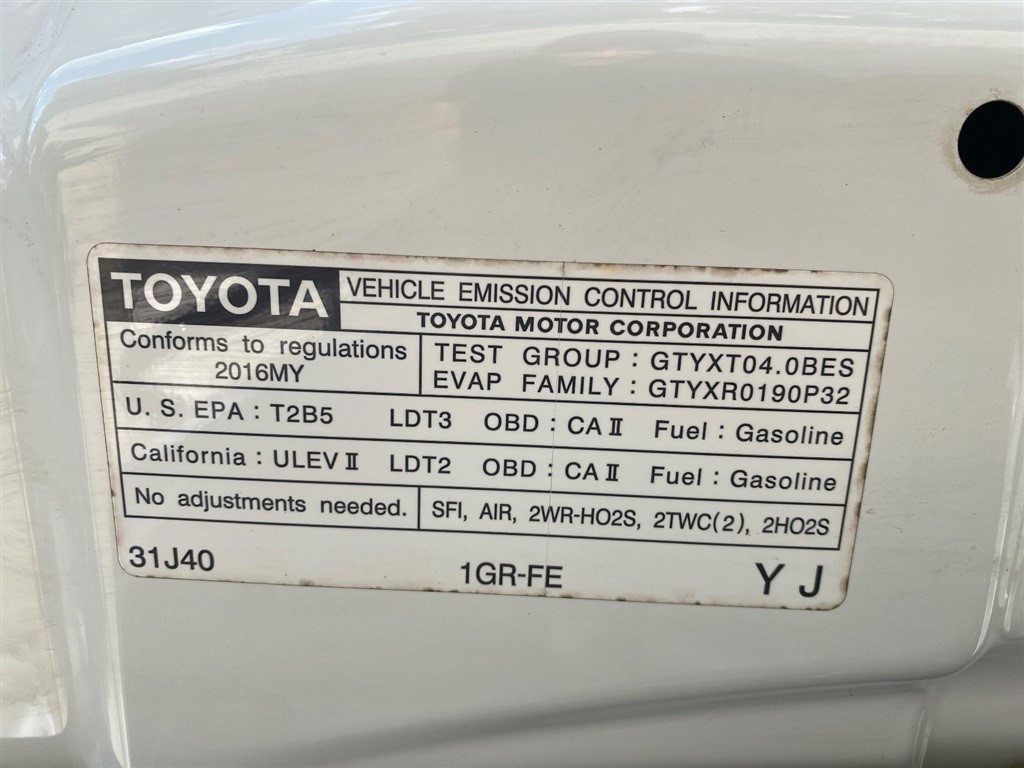 TOYOTA VEHICLE EMISSION CONTROL INFORMATION
TOYOTA MOTOR CORPORATION
Conforms to regulations
2016MY
TEST GROUP : GTYXT04.0BES
EVAP FAMILY : GTYXR0190P32
U. S. EPA : T2B5 LDT3 OBD : CA II Fuel : Gasoline
California : ULEV II LDT2 OBD : CA II Fuel : Gasoline
No adjustments needed. SFI, AIR, 2WR-HO2S, 2TWC(2), 2HO2S
31J40 1GR-FE Y J